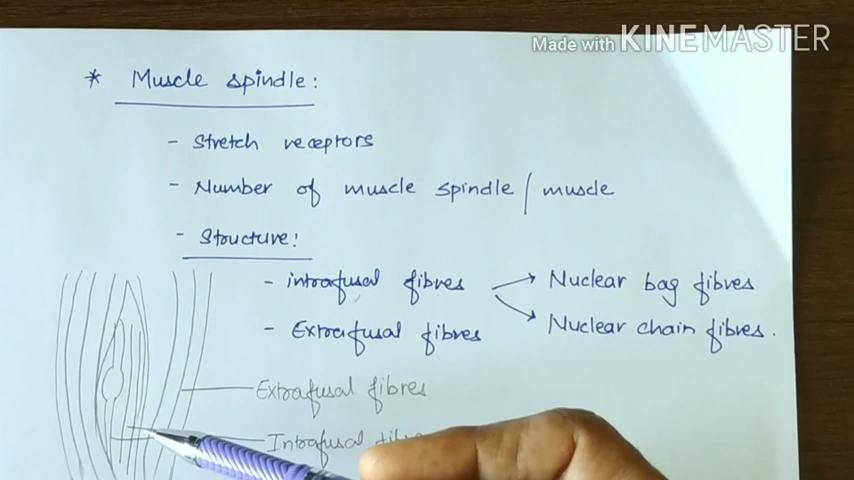 Made with KINEMASTER
* Muscle spindle:
- Stretch receptors
- Number of muscle spindle / muscle
- Structure:
- intrafusal fibres → Nuclear bag fibres
- Extrafusal fibres → Nuclear chain fibres.
Extrafusal fibres
Intrafusal